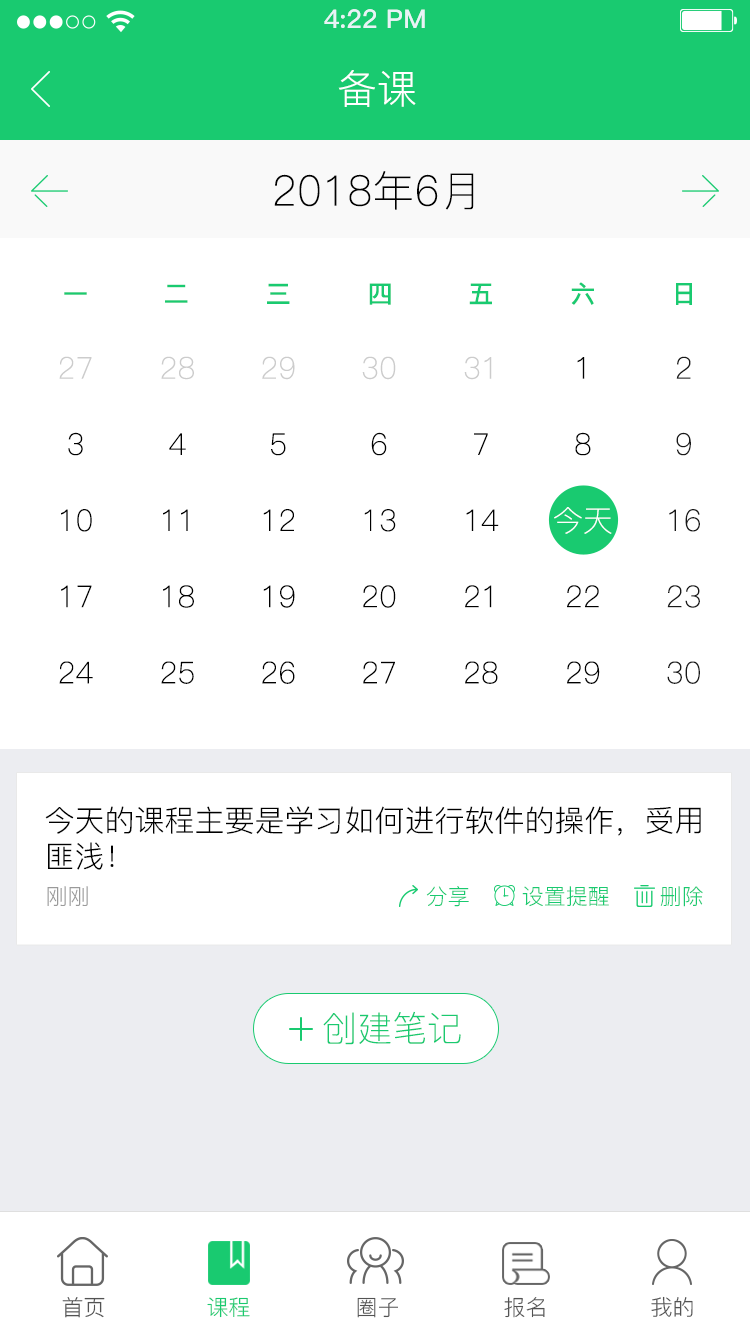 4:22 PM
备课
2018年6月
一 二 三 四 五 六 日
27 28 29 30 31 1 2
3 4 5 6 7 8 9
10 11 12 13 14 今天 16
17 18 19 20 21 22 23
24 25 26 27 28 29 30
今天的课程主要是学习如何进行软件的操作，受用
匪浅！
刚刚 分享 设置提醒 删除
+ 创建笔记
首页 课程 圈子 报名 我的